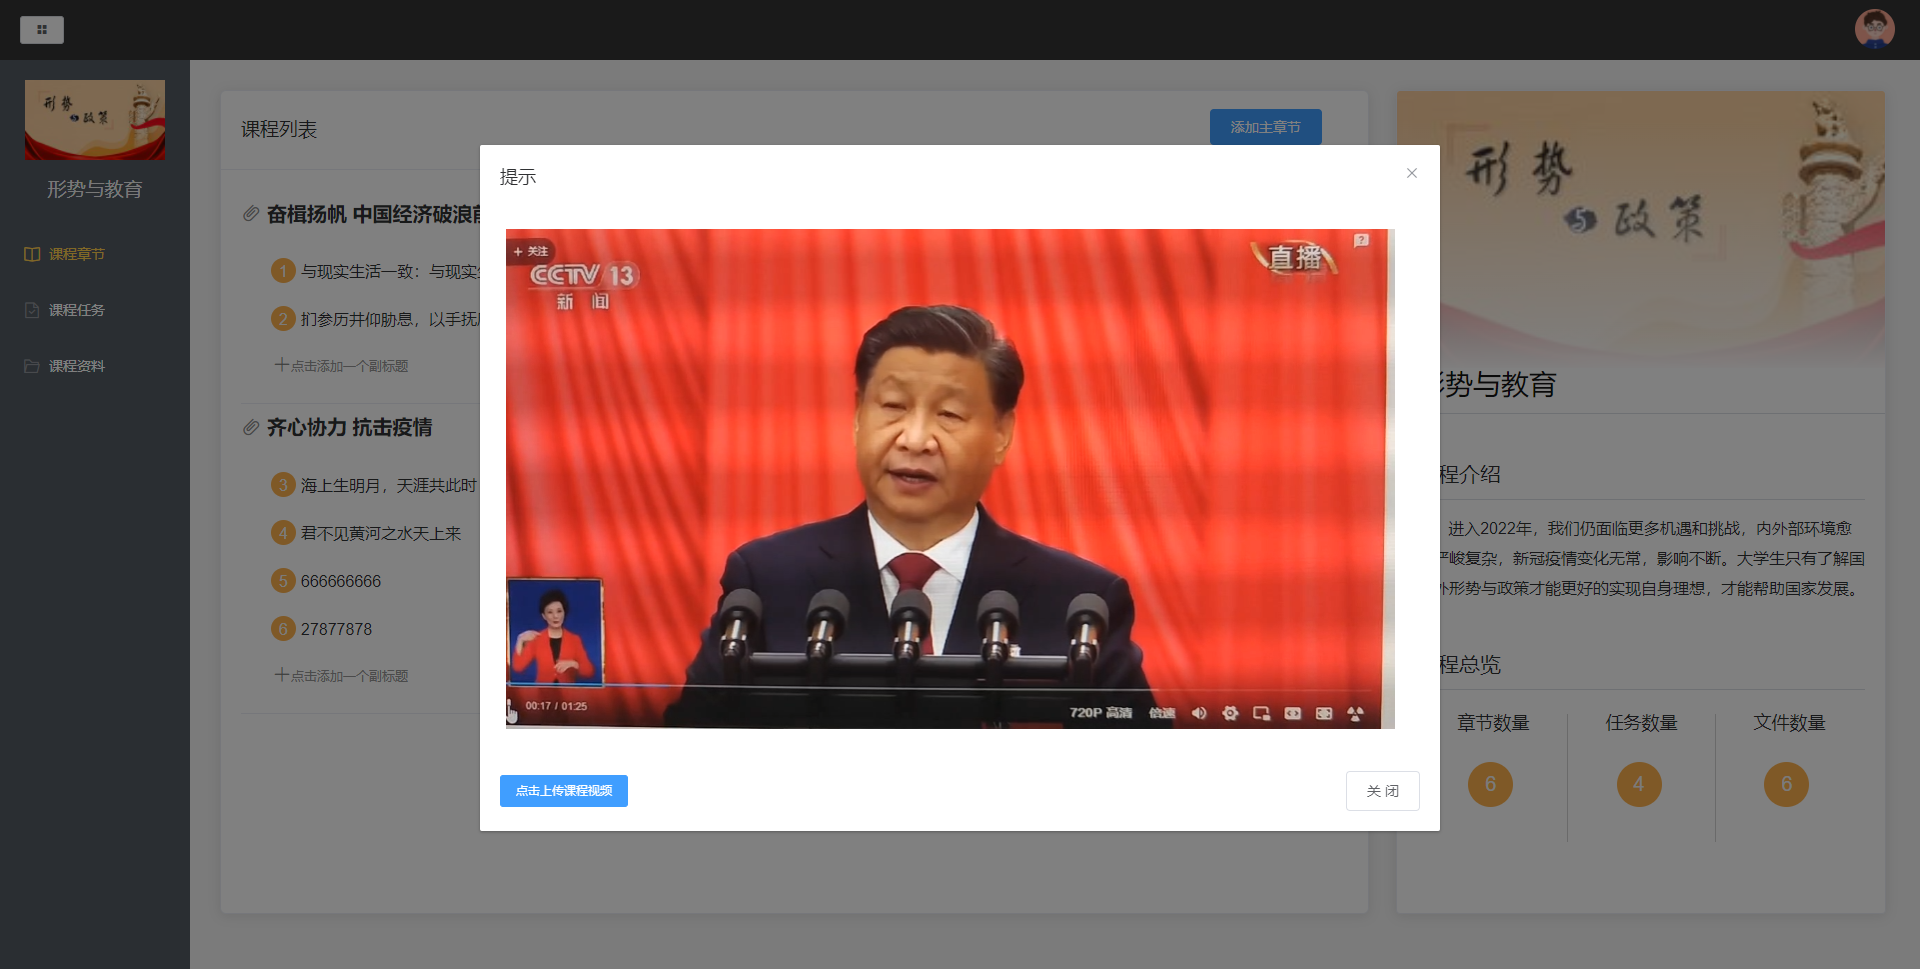 形势与政策
形势与教育
课程章节
课程任务
课程资料
课程列表
添加主章节
奋楫扬帆 中国经济破浪前
1 与现实生活一致：与现实
2 扪参历井仰胁息，以手抚
点击添加一个副标题
齐心协力 抗击疫情
3 海上生明月，天涯共此时
4 君不见黄河之水天上来
5 666666666
6 27877878
点击添加一个副标题
提示
+ 关注
CCTV 13
新 闻
直播
00:17 / 01:25
720P 高清 倍速
点击上传课程视频
关 闭
形势
与政策
形势与教育
程介绍
进入2022年，我们仍面临更多机遇和挑战，内外部环境愈
严峻复杂，新冠疫情变化无常，影响不断。大学生只有了解国
外形势与政策才能更好的实现自身理想，才能帮助国家发展。
程总览
章节数量 任务数量 文件数量
6 4 6